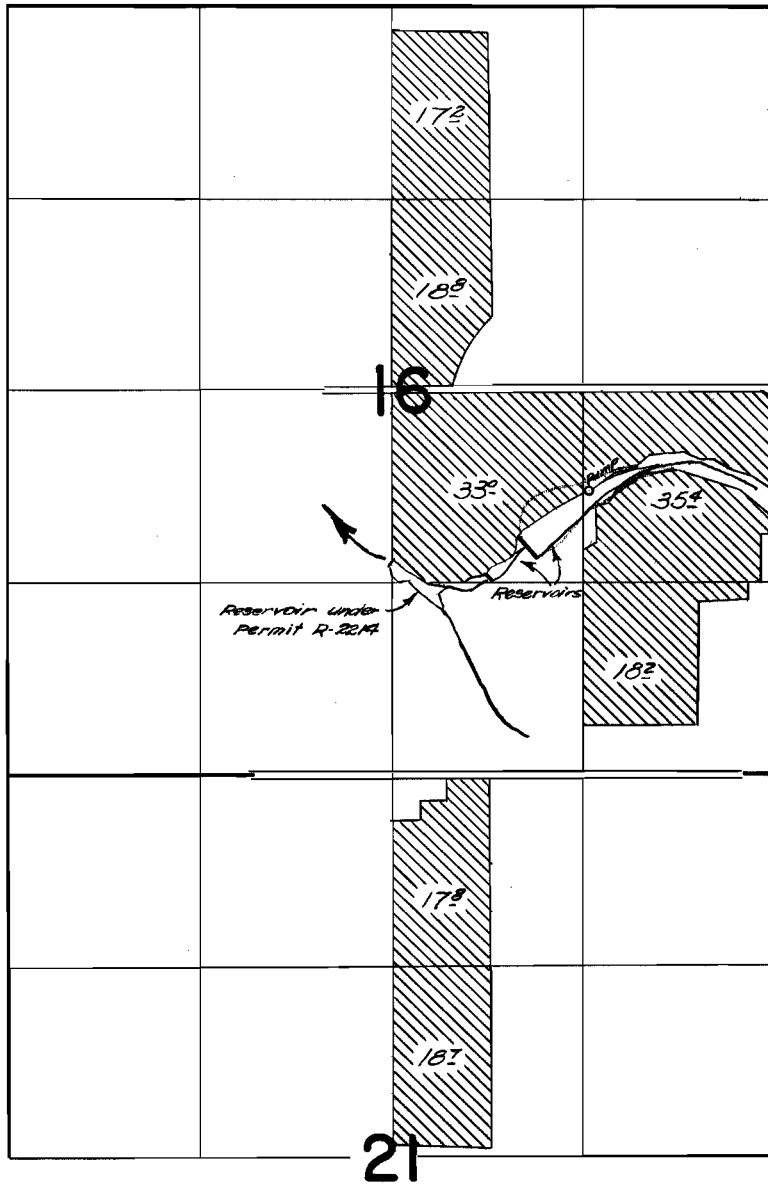 17.2
18.8
16
Pump
33.0
35.4
Reservoirs
Reservoir under
Permit R-2214
18.2
17.8
18.7
21